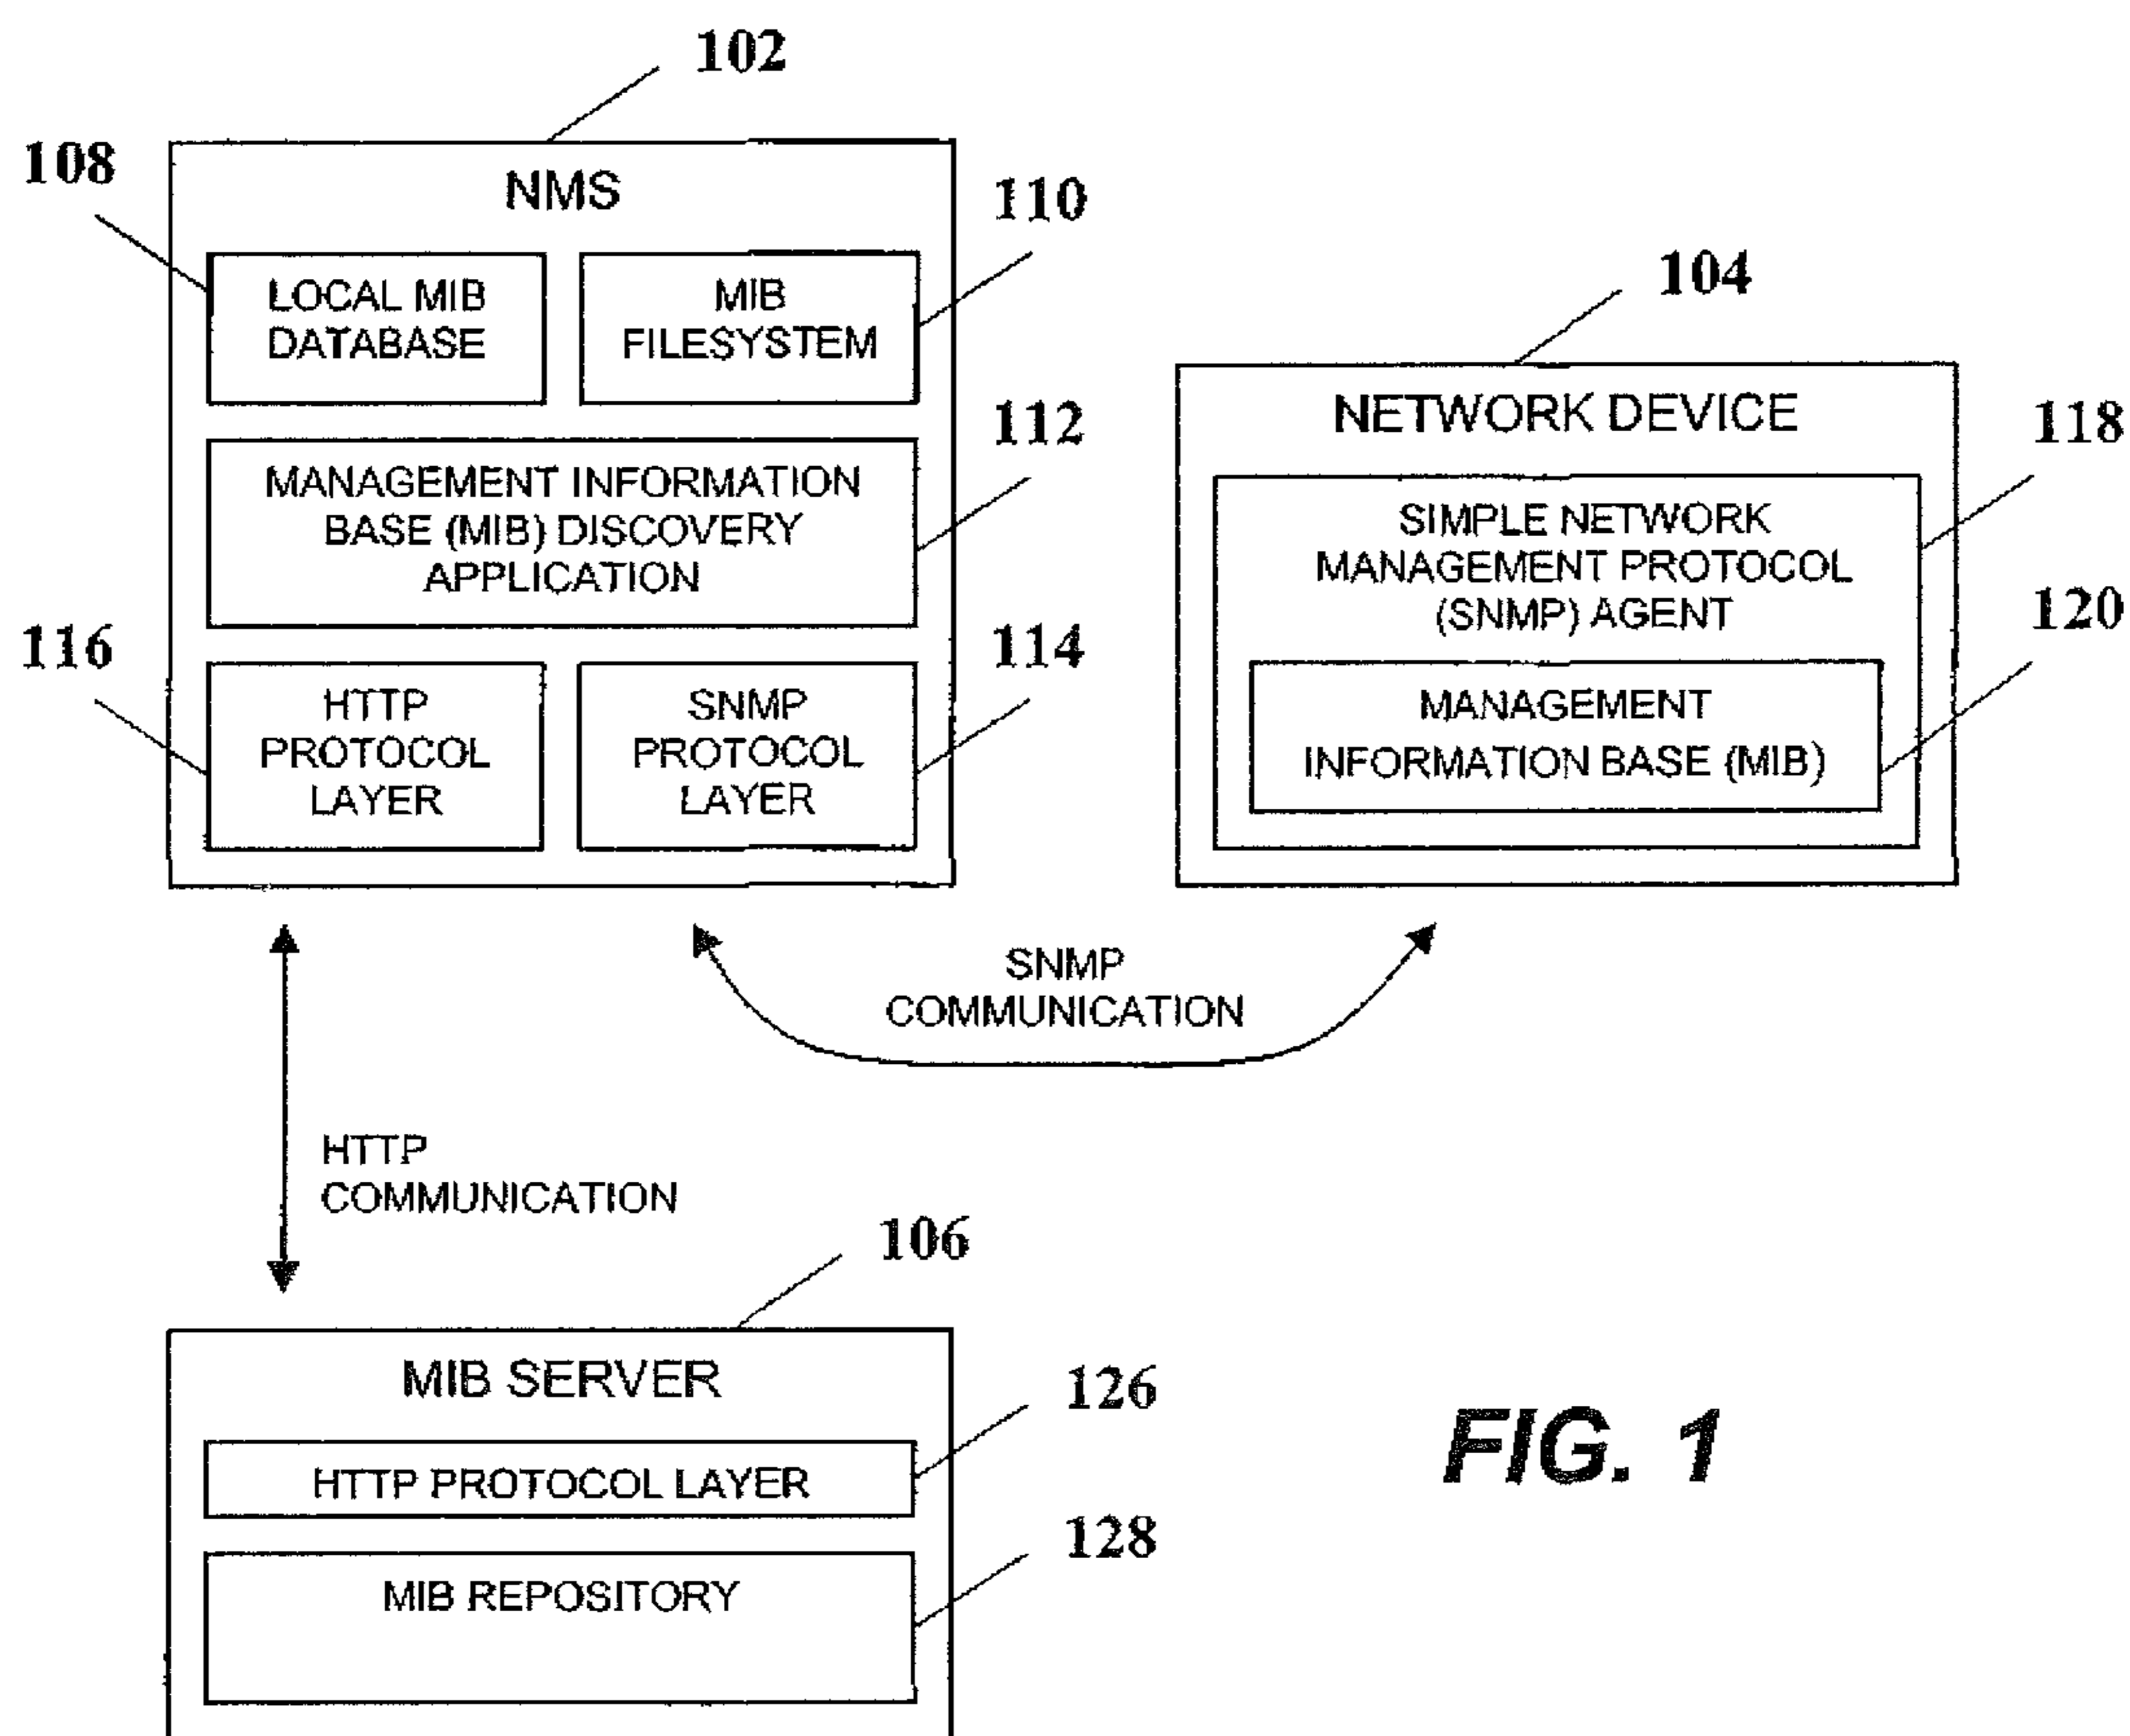 102
108
NMS
110
LOCAL MIB
DATABASE
MIB
FILESYSTEM
112
MANAGEMENT INFORMATION
BASE (MIB) DISCOVERY
APPLICATION
116
114
HTTP
PROTOCOL
LAYER
SNMP
PROTOCOL
LAYER
104
NETWORK DEVICE
118
SIMPLE NETWORK
MANAGEMENT PROTOCOL
(SNMP) AGENT
120
MANAGEMENT
INFORMATION BASE (MIB)
SNMP
COMMUNICATION
HTTP
COMMUNICATION
106
MIB SERVER
126
HTTP PROTOCOL LAYER
128
MIB REPOSITORY
FIG. 1